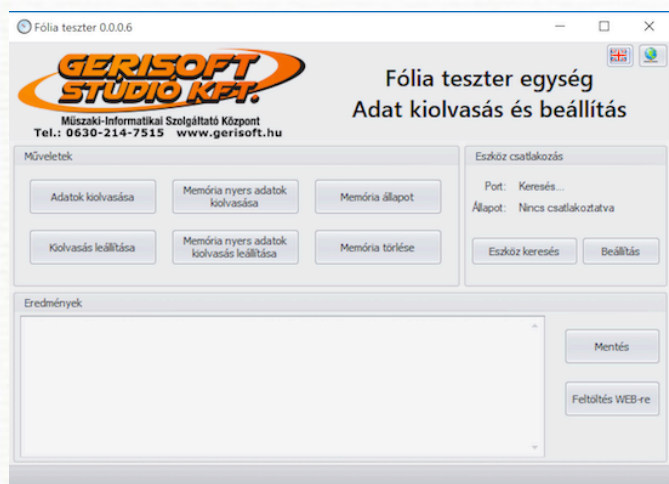 Fólia teszter 0.0.0.6
GERISOFT
STUDIO KFT.
Műszaki-Informatikai Szolgáltató Központ
Tel.: 0630-214-7515 www.gerisoft.hu
Fólia teszter egység
Adat kiolvasás és beállítás
Műveletek
Adatok kiolvasása
Memória nyers adatok
kiolvasása
Memória állapot
Kiolvasás leállítása
Memória nyers adatok
kiolvasás leállítása
Memória törlése
Eszköz csatlakozás
Port: Keresés...
Állapot: Nincs csatlakoztatva
Eszköz keresés
Beállítás
Eredmények
Mentés
Feltöltés WEB-re